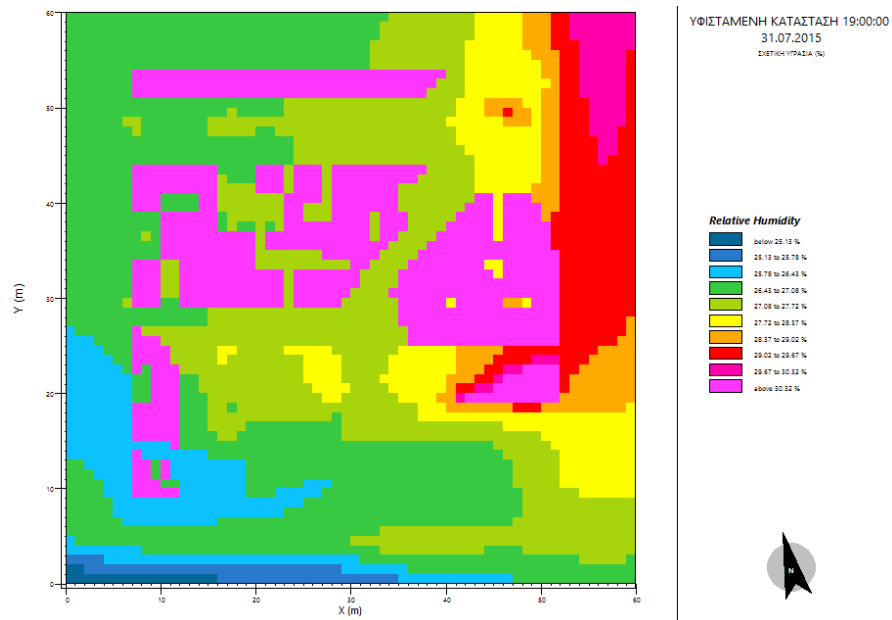 ΥΦΙΣΤΑΜΕΝΗ ΚΑΤΑΣΤΑΣΗ 19:00:00
31.07.2015
ΣΧΕΤΙΚΗ ΥΓΡΑΣΙΑ (%)
60
50
40
30
20
10
0
Y (m)
0 10 20 30 40 50 60
X (m)
Relative Humidity
below 25.13 %
25.13 to 25.78 %
25.78 to 26.43 %
26.43 to 27.08 %
27.08 to 27.72 %
27.72 to 28.37 %
28.37 to 29.02 %
29.02 to 29.67 %
29.67 to 30.32 %
above 30.32 %
N